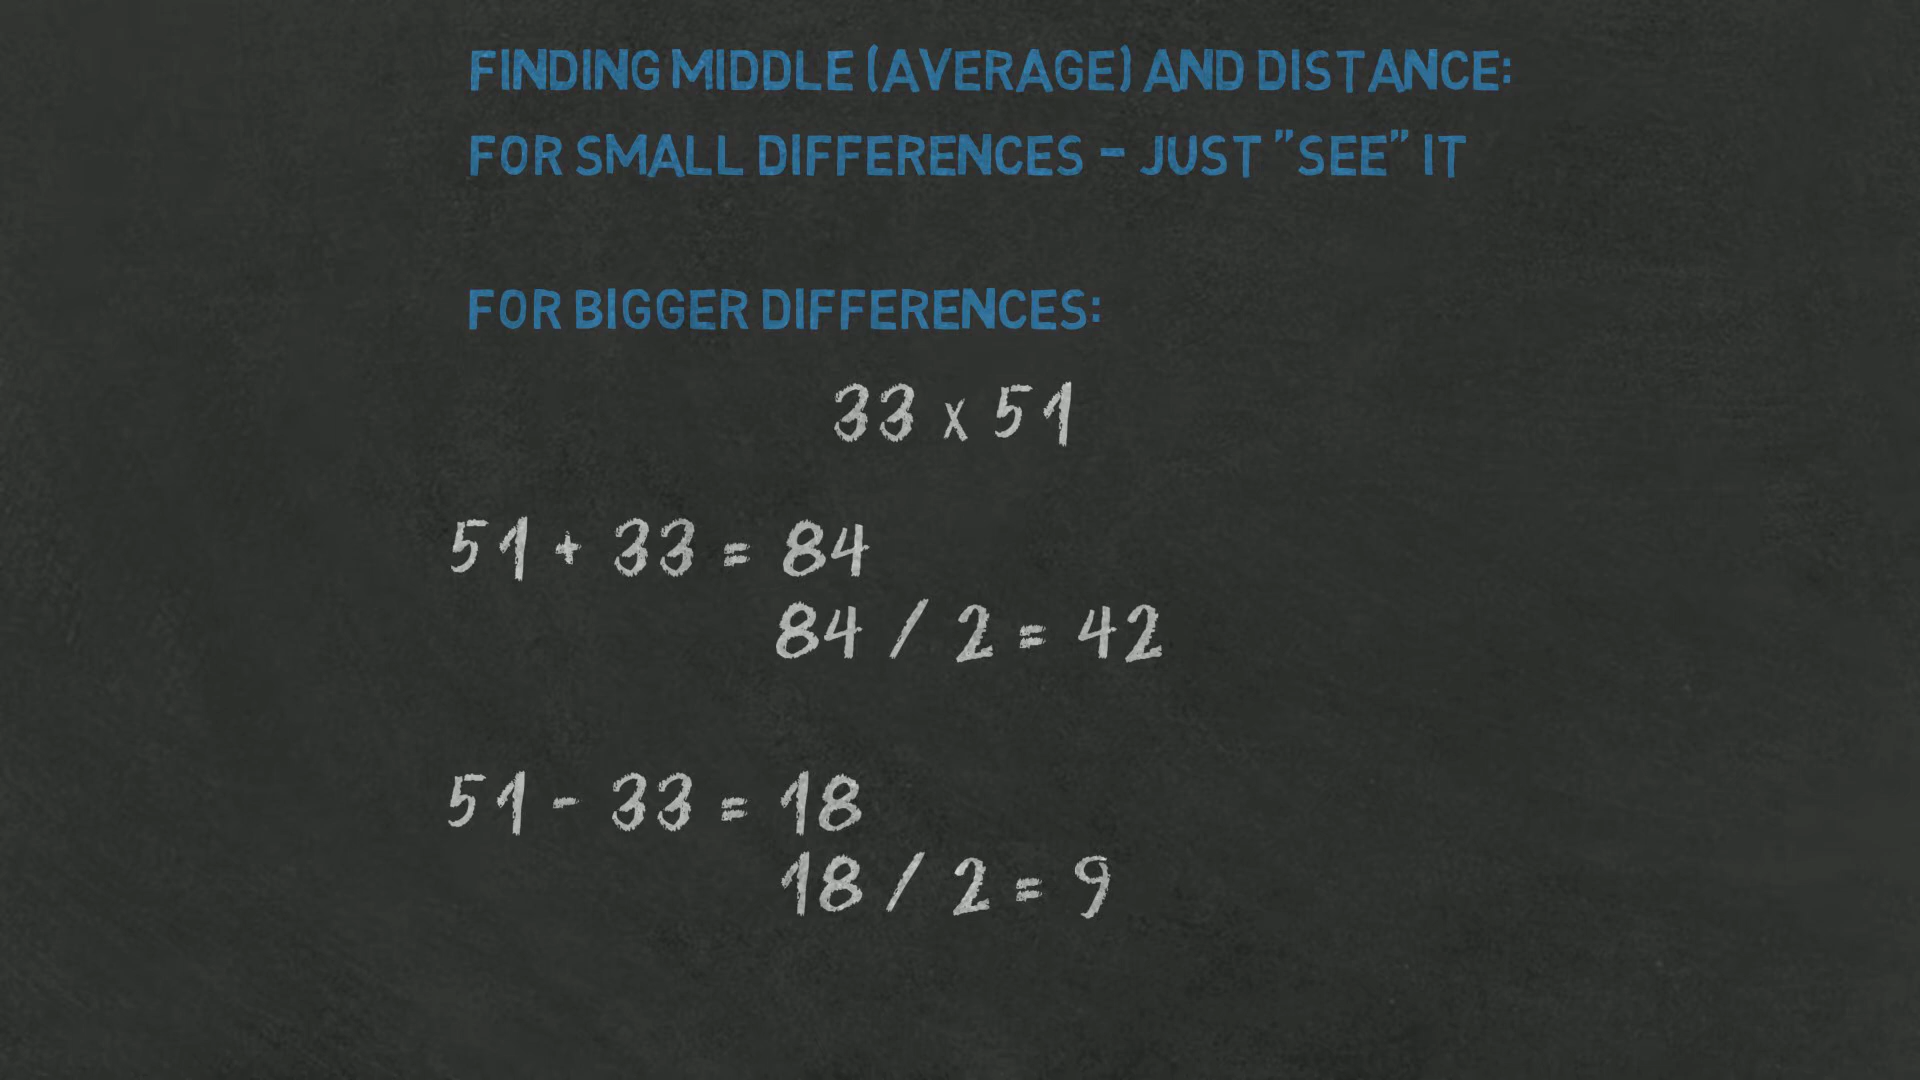 FINDING MIDDLE (AVERAGE) AND DISTANCE:
FOR SMALL DIFFERENCES - JUST "SEE" IT
FOR BIGGER DIFFERENCES:
33 x 51
51 + 33 = 84
84 / 2 = 42
51 - 33 = 18
18 / 2 = 9